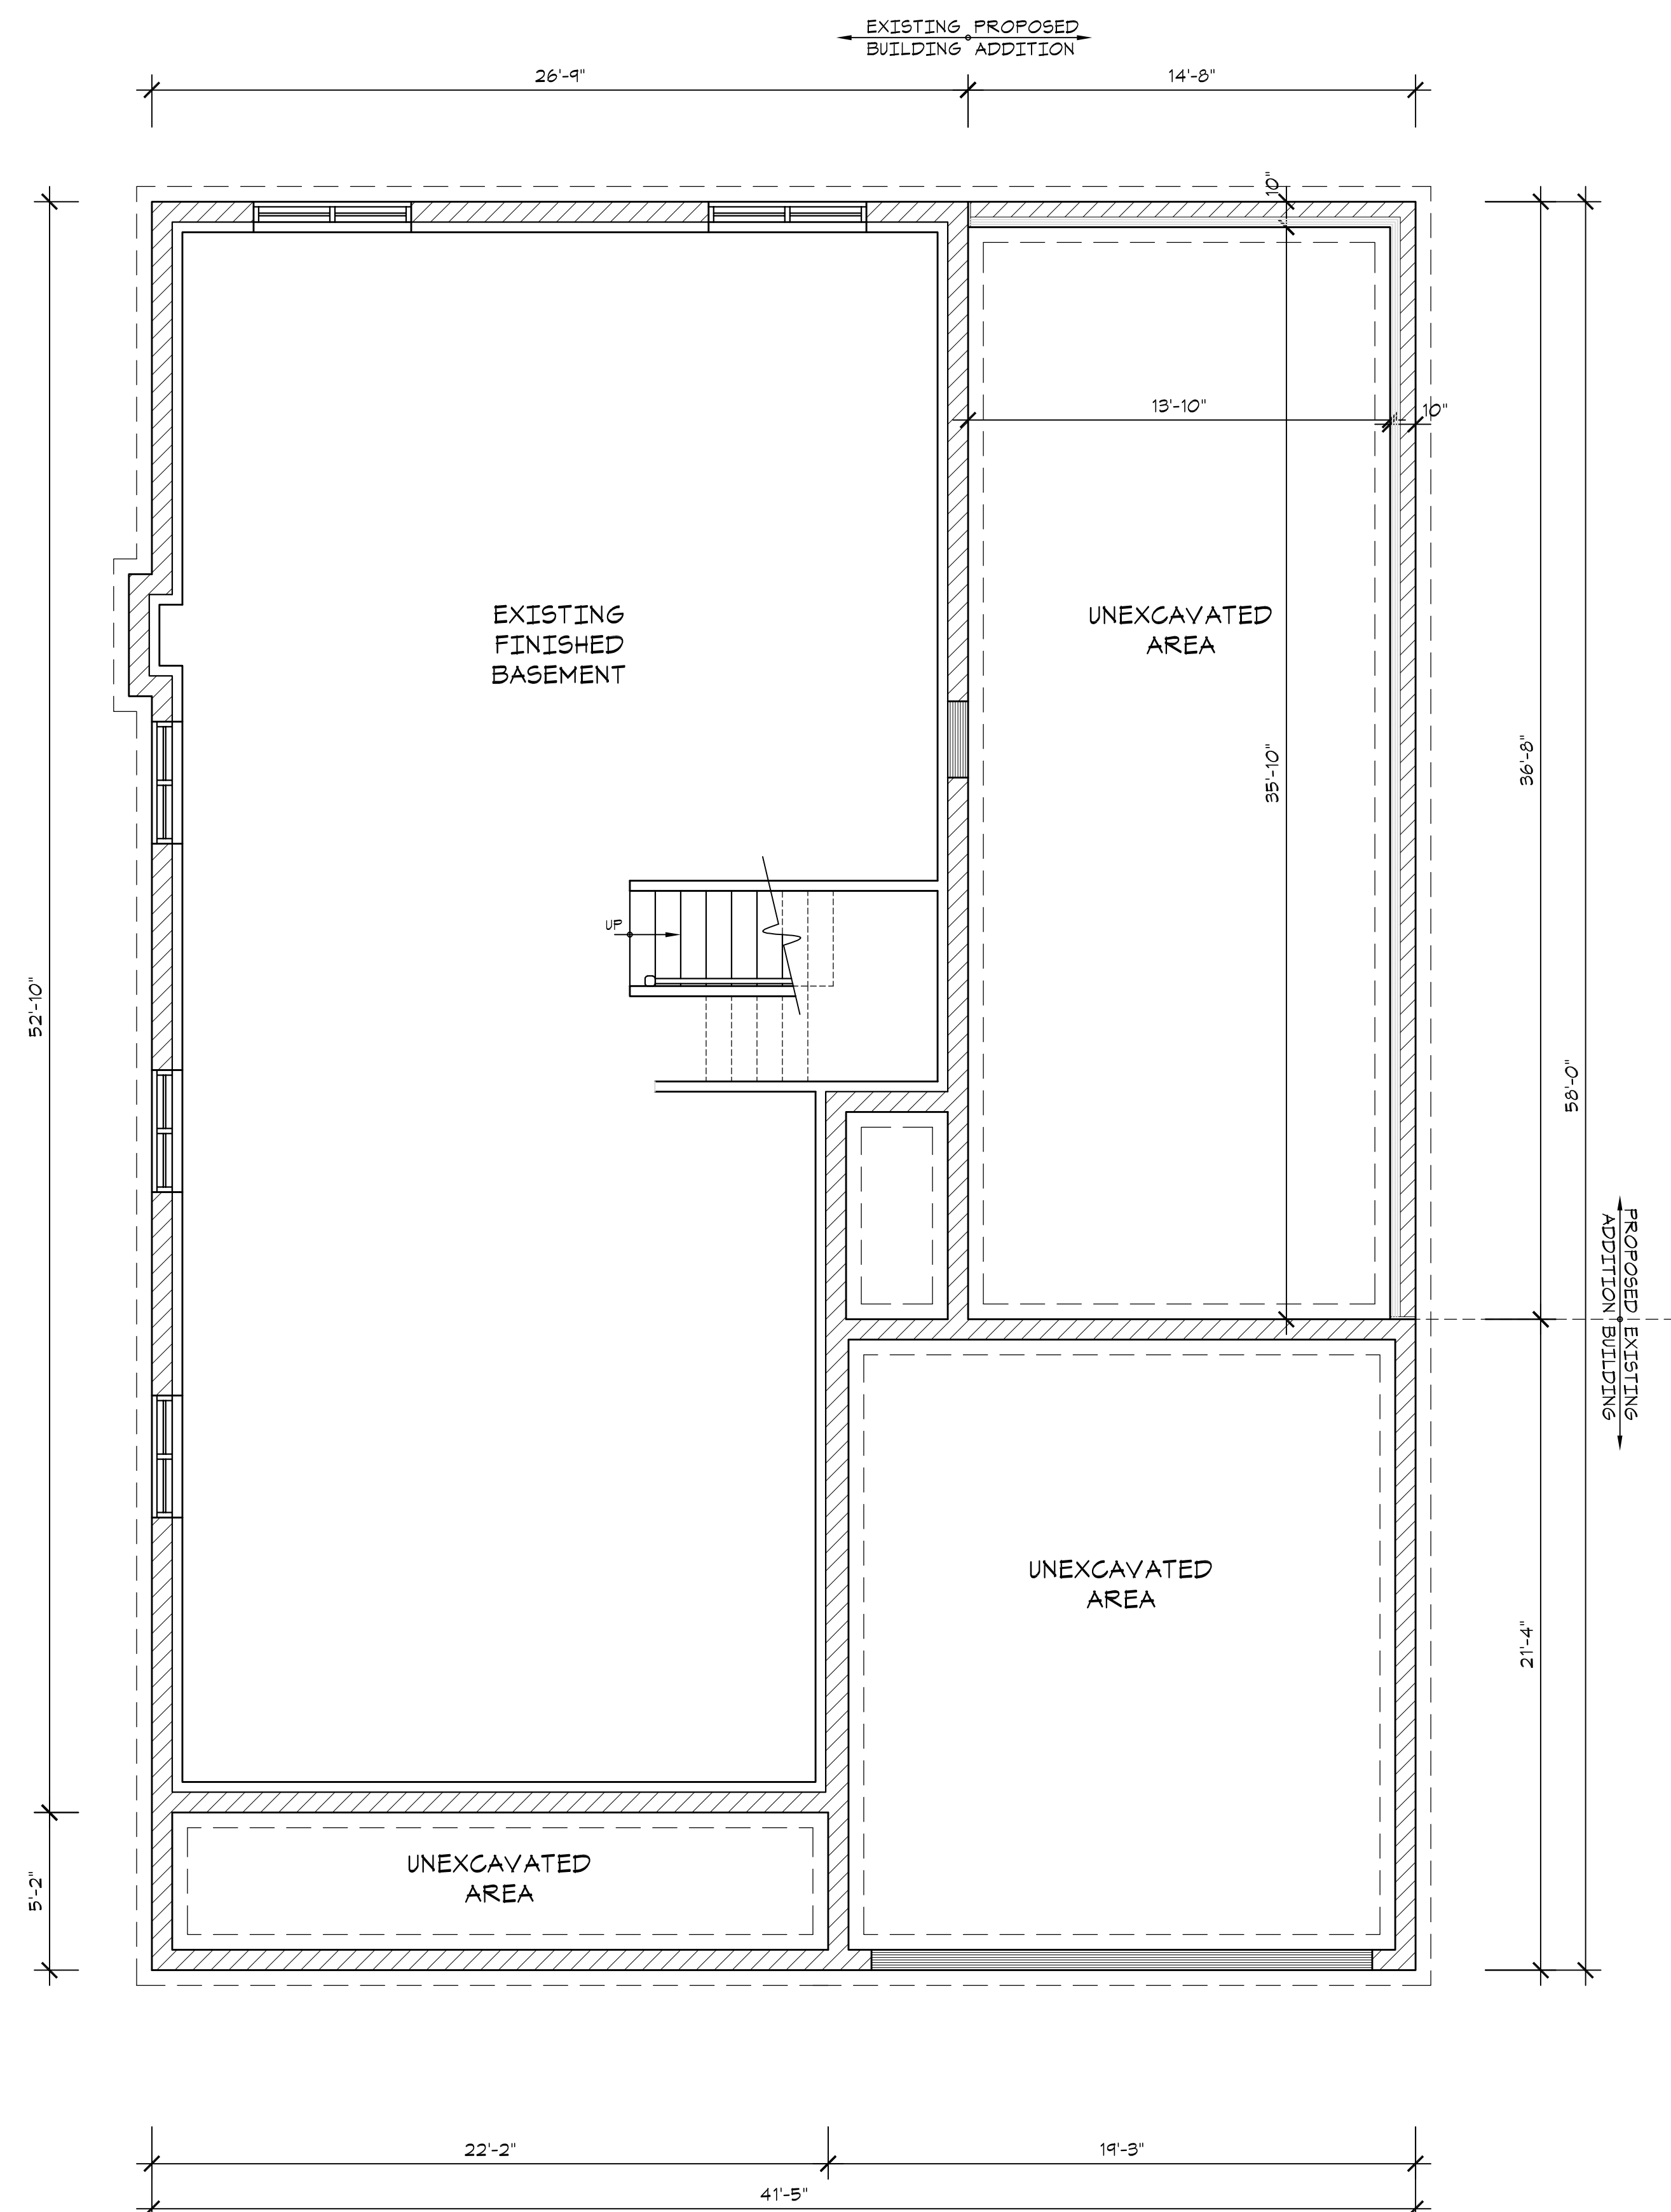 EXISTING PROPOSED
BUILDING ADDITION
26'-9"
14'-8"
10"
13'-10"
10"
EXISTING
FINISHED
BASEMENT
UNEXCAVATED
AREA
35'-10"
36'-8"
UP
52'-10"
58'-0"
PROPOSED EXISTING
ADDITION BUILDING
UNEXCAVATED
AREA
21'-4"
UNEXCAVATED
AREA
5'-2"
22'-2"
19'-3"
41'-5"